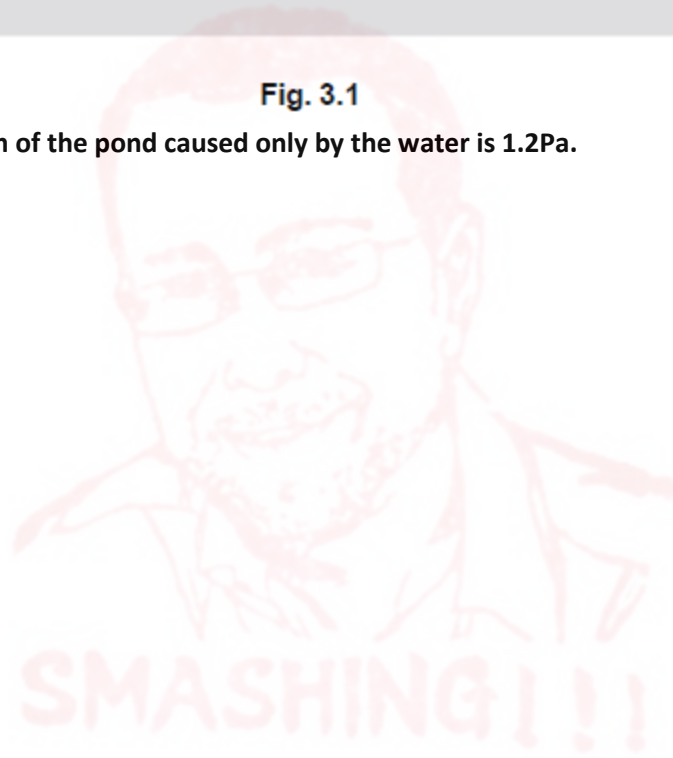 Fig. 3.1
of the pond caused only by the water is 1.2Pa.
SMASHING!!!